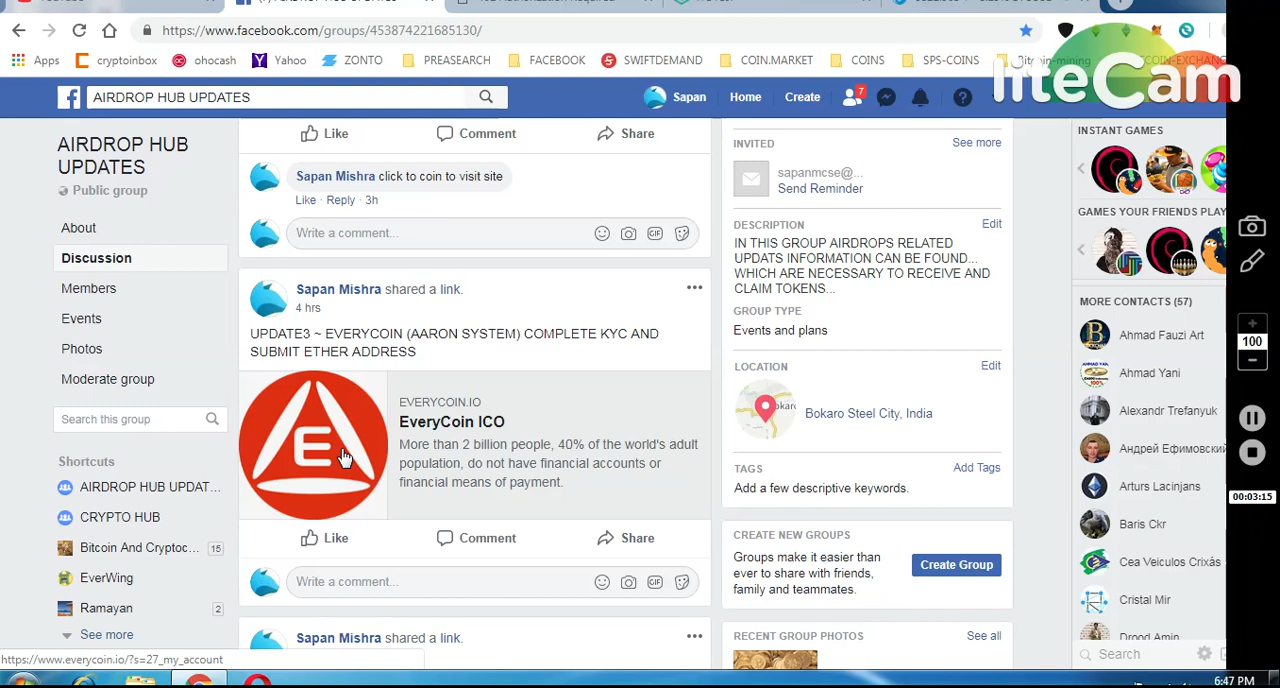 https://www.facebook.com/groups/453874221685130/
Apps
cryptoinbox
ohocash
Yahoo
ZONTO
PREASEARCH
FACEBOOK
SWIFTDEMAND
COIN.MARKET
COINS
SPS-COINS
liteCam
AIRDROP HUB UPDATES
Sapan
Home
Create
7
AIRDROP HUB
UPDATES
Public group
About
Discussion
Members
Events
Photos
Moderate group
Search this group
Shortcuts
AIRDROP HUB UPDAT...
CRYPTO HUB
Bitcoin And Cryptoc...
15
EverWing
Ramayan
2
See more
https://www.everycoin.io/?s=27_my_account
Like
Comment
Share
Sapan Mishra click to coin to visit site
Like · Reply · 3h
Write a comment...
Sapan Mishra shared a link.
4 hrs
UPDATE3 ~ EVERYCOIN (AARON SYSTEM) COMPLETE KYC AND
SUBMIT ETHER ADDRESS
E
EVERYCOIN.IO
EveryCoin ICO
More than 2 billion people, 40% of the world's adult
population, do not have financial accounts or
financial means of payment.
Like
Comment
Share
Write a comment...
Sapan Mishra shared a link.
INVITED
See more
sapanmcse@...
Send Reminder
DESCRIPTION
Edit
IN THIS GROUP AIRDROPS RELATED
UPDATS INFORMATION CAN BE FOUND...
WHICH ARE NECESSARY TO RECEIVE AND
CLAIM TOKENS...
GROUP TYPE
Events and plans
LOCATION
Edit
Bokaro Steel City, India
TAGS
Add Tags
Add a few descriptive keywords.
CREATE NEW GROUPS
Groups make it easier than
ever to share with friends,
family and teammates.
Create Group
RECENT GROUP PHOTOS
See all
INSTANT GAMES
GAMES YOUR FRIENDS PLAY
MORE CONTACTS (57)
Ahmad Fauzi Art
Ahmad Yani
Alexandr Trefanyuk
Андрей Ефимовский
Arturs Lacinjans
Baris Ckr
Cea Veiculos Crixás
Cristal Mir
Drood Amin
Search
100
00:03:15
6:47 PM